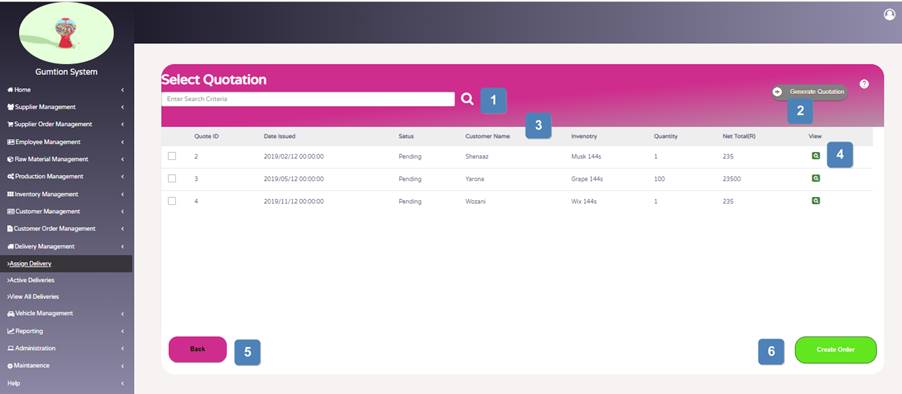 Gumtion System
Home
Supplier Management
Supplier Order Management
Employee Management
Raw Material Management
Production Management
Inventory Management
Customer Management
Customer Order Management
Delivery Management
>Assign Delivery
>Active Deliveries
>View All Deliveries
Vehicle Management
Reporting
Administration
Maintanence
Help
Select Quotation
Enter Search Criteria
1
Generate Quotation
2
3
Quote ID Date Issued Satus Customer Name Invenotry Quantity Net Total(R) View
2 2019/02/12 00:00:00 Pending Shenaaz Musk 144s 1 235
4
3 2019/05/12 00:00:00 Pending Yarona Grape 144s 100 23500
4 2019/11/12 00:00:00 Pending Wozani Wix 144s 1 235
Back
5
6
Create Order